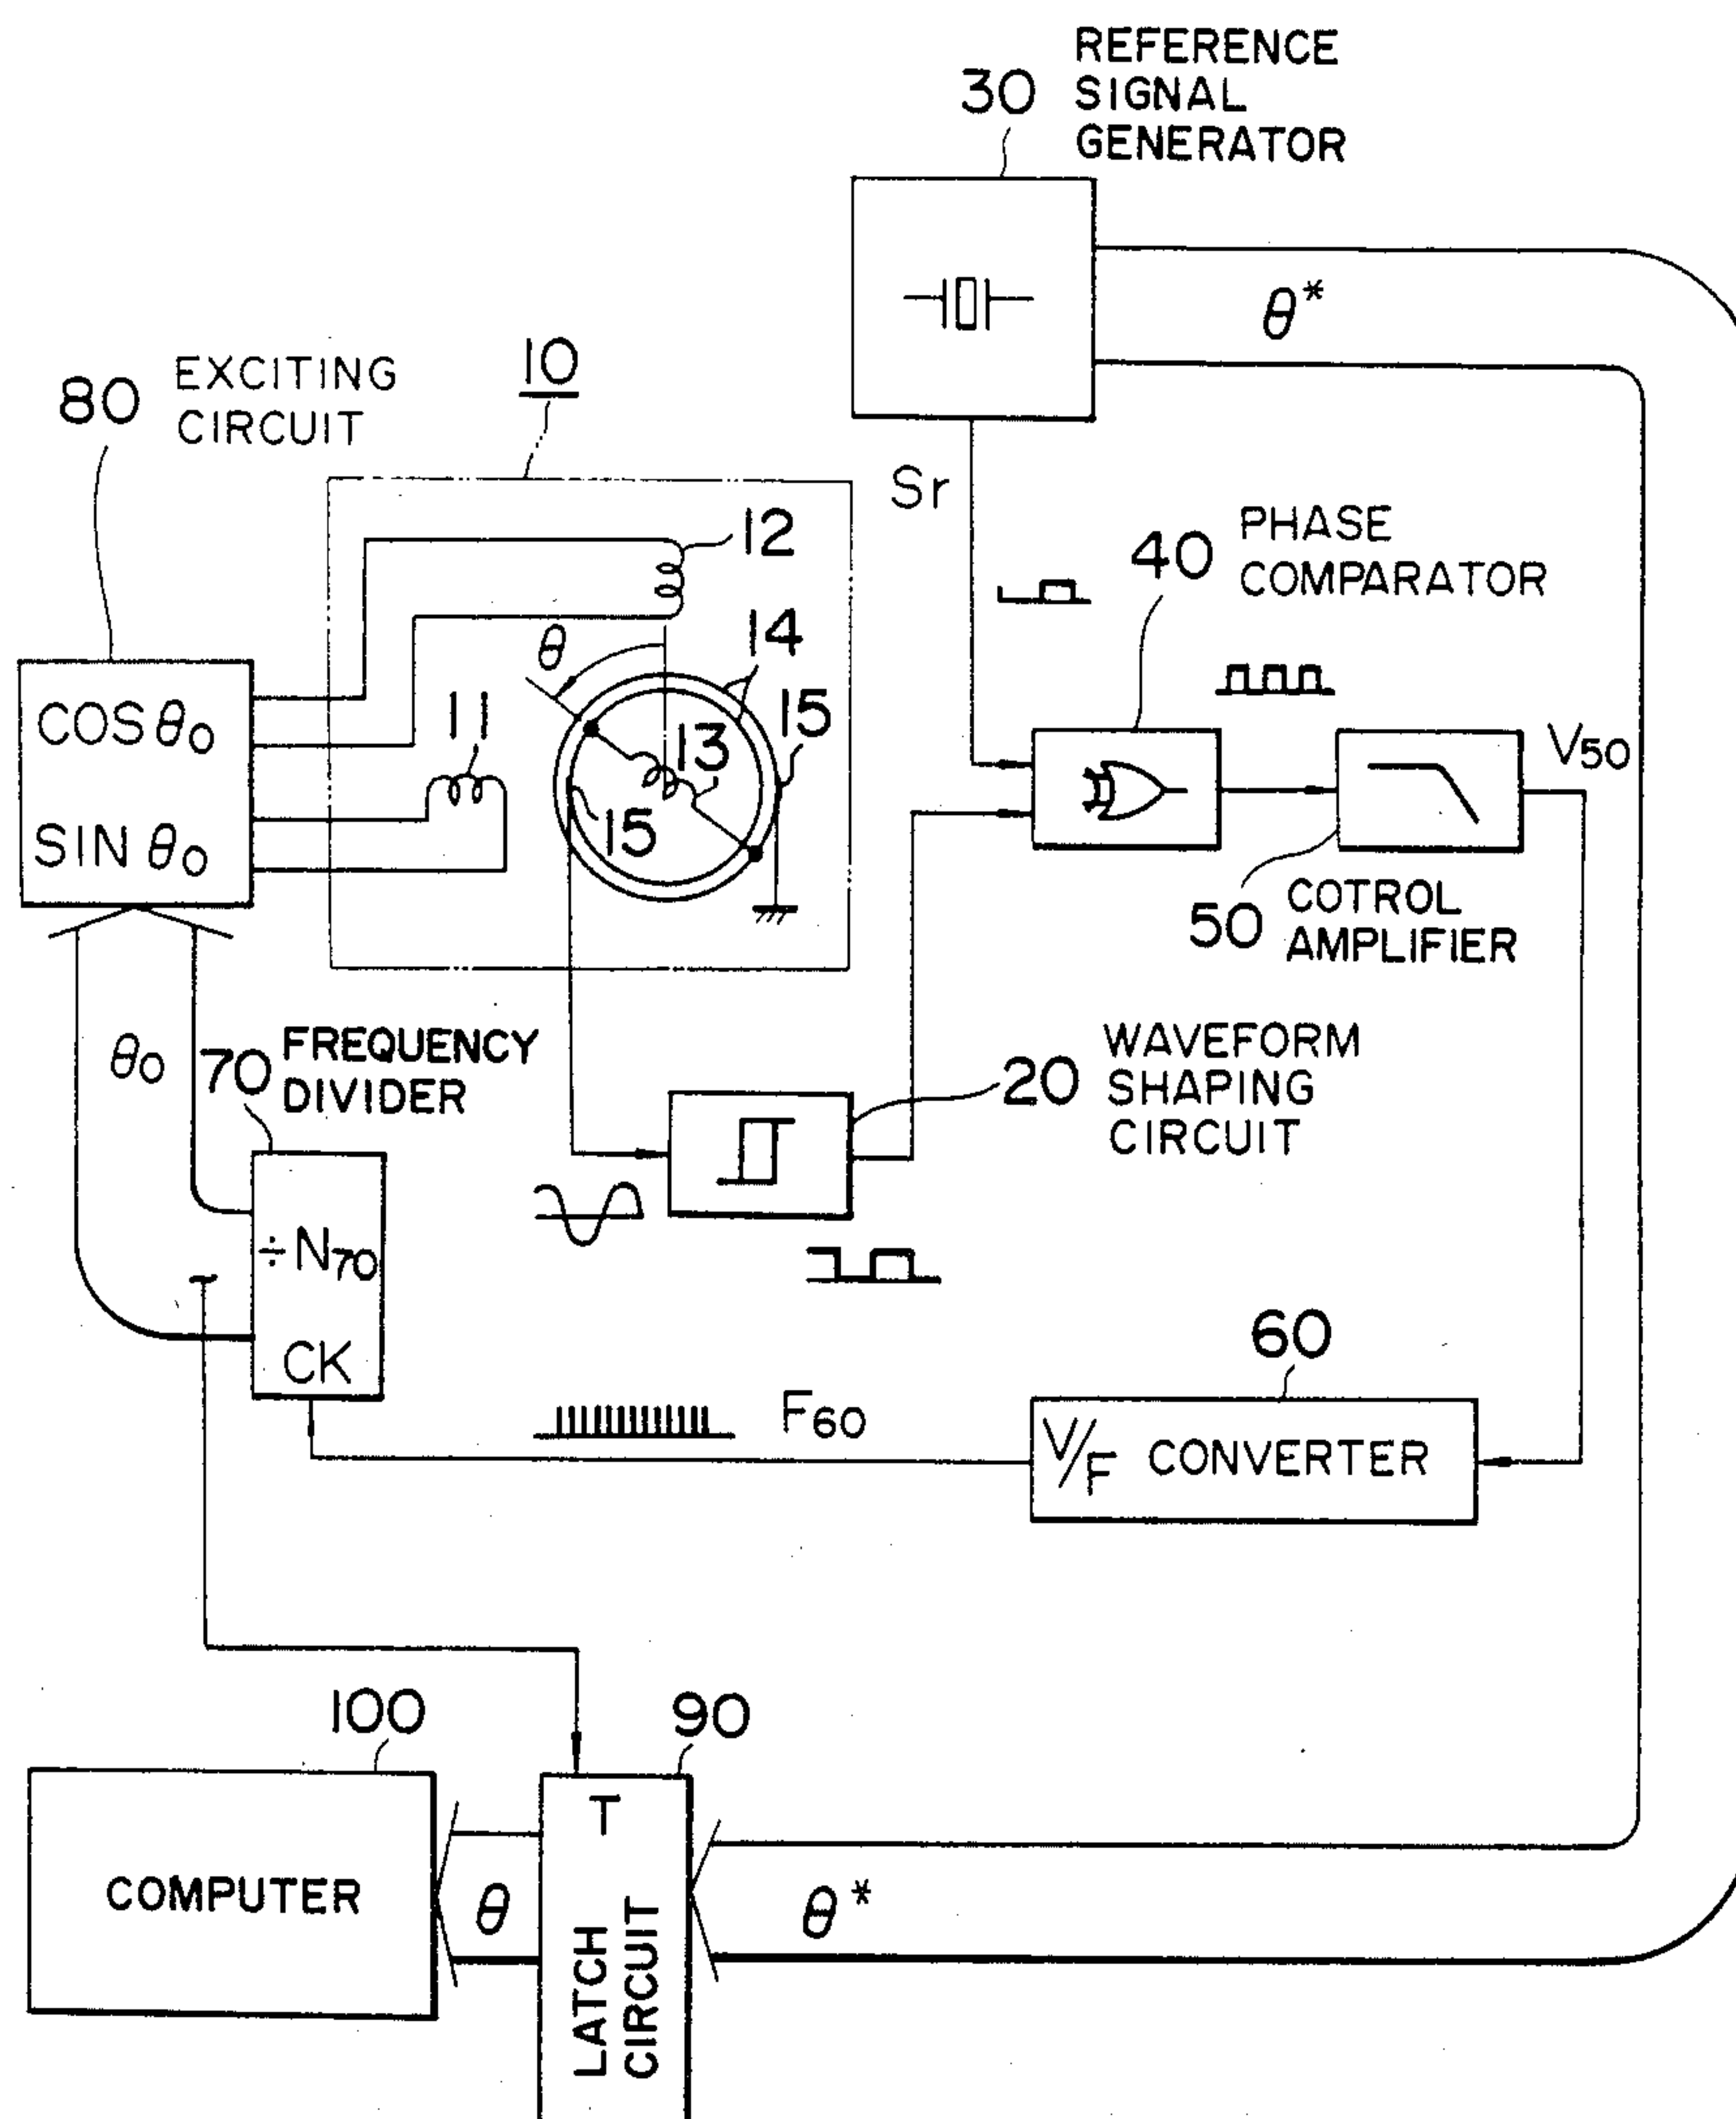 30 REFERENCE
SIGNAL
GENERATOR
θ*
80 EXCITING
CIRCUIT
10
Sr
12
40 PHASE
COMPARATOR
θ
14
COS θ0
11
13
15
V50
SIN θ0
15
50 COTROL
AMPLIFIER
θ0
70 FREQUENCY
DIVIDER
20 WAVEFORM
SHAPING
CIRCUIT
÷N70
CK
60
F60
V/F CONVERTER
100
90
T
COMPUTER
θ
LATCH
CIRCUIT
θ*